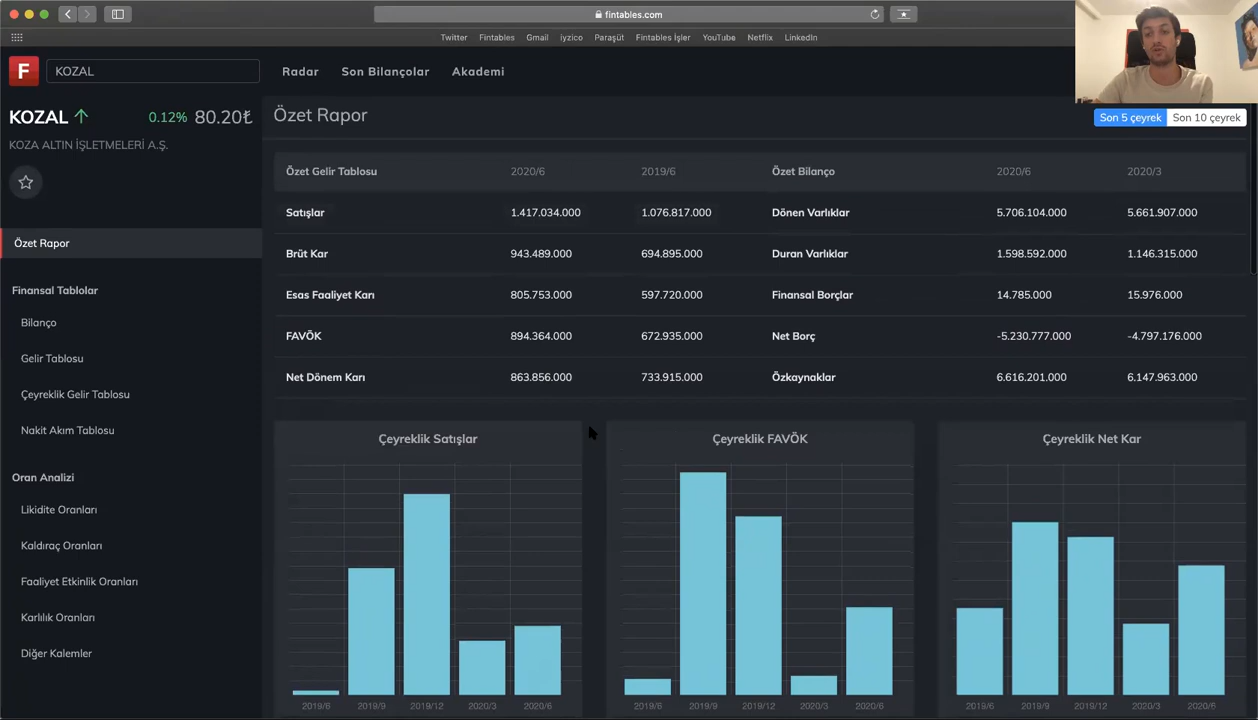 fintables.com
Twitter Fintables Gmail iyzico Paraşüt Fintables İşler YouTube Netflix LinkedIn
F KOZAL Radar Son Bilançolar Akademi
KOZAL 0.12% 80.20₺
KOZA ALTIN İŞLETMELERİ A.Ş.
Özet Rapor
Finansal Tablolar
Bilanço
Gelir Tablosu
Çeyreklik Gelir Tablosu
Nakit Akım Tablosu
Oran Analizi
Likidite Oranları
Kaldıraç Oranları
Faaliyet Etkinlik Oranları
Karlılık Oranları
Diğer Kalemler
Özet Rapor
Son 5 çeyrek Son 10 çeyrek
Özet Gelir Tablosu 2020/6 2019/6 Özet Bilanço 2020/6 2020/3
Satışlar 1.417.034.000 1.076.817.000 Dönen Varlıklar 5.706.104.000 5.661.907.000
Brüt Kar 943.489.000 694.895.000 Duran Varlıklar 1.598.592.000 1.146.315.000
Esas Faaliyet Karı 805.753.000 597.720.000 Finansal Borçlar 14.785.000 15.976.000
FAVÖK 894.364.000 672.935.000 Net Borç -5.230.777.000 -4.797.176.000
Net Dönem Karı 863.856.000 733.915.000 Özkaynaklar 6.616.201.000 6.147.963.000
Çeyreklik Satışlar Çeyreklik FAVÖK Çeyreklik Net Kar
2019/6 2019/9 2019/12 2020/3 2020/6 2019/6 2019/9 2019/12 2020/3 2020/6 2019/6 2019/9 2019/12 2020/3 2020/6